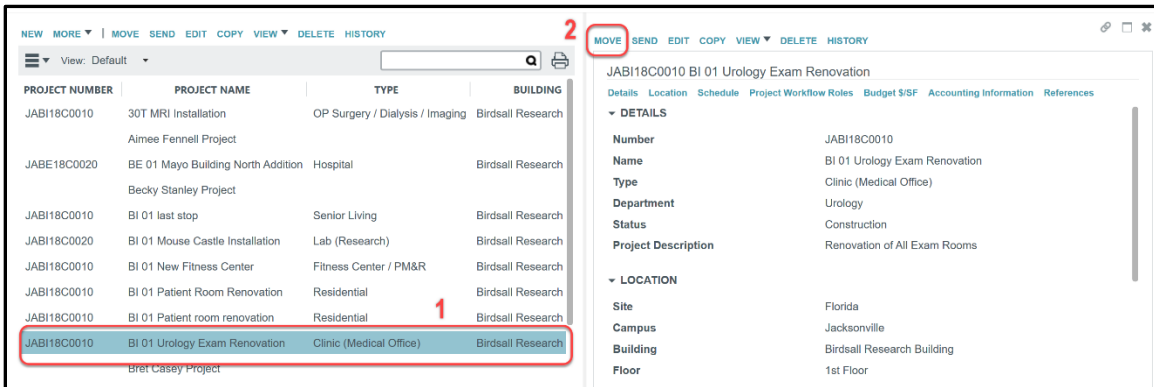 NEW MORE | MOVE SEND EDIT COPY VIEW DELETE HISTORY
View: Default
PROJECT NUMBER PROJECT NAME TYPE BUILDING
JABI18C0010 30T MRI Installation OP Surgery / Dialysis / Imaging Birdsall Research
Aimee Fennell Project
JABE18C0020 BE 01 Mayo Building North Addition Hospital Birdsall Research
Becky Stanley Project
JABI18C0010 BI 01 last stop Senior Living Birdsall Research
JABI18C0020 BI 01 Mouse Castle Installation Lab (Research) Birdsall Research
JABI18C0010 BI 01 New Fitness Center Fitness Center / PM&R Birdsall Research
JABI18C0010 BI 01 Patient Room Renovation Residential Birdsall Research
1
JABI18C0010 BI 01 Patient room renovation Residential Birdsall Research
JABI18C0010 BI 01 Urology Exam Renovation Clinic (Medical Office) Birdsall Research
Bret Casey Project
2
MOVE SEND EDIT COPY VIEW DELETE HISTORY
JABI18C0010 BI 01 Urology Exam Renovation
Details Location Schedule Project Workflow Roles Budget $/SF Accounting Information References
DETAILS
Number JABI18C0010
Name BI 01 Urology Exam Renovation
Type Clinic (Medical Office)
Department Urology
Status Construction
Project Description Renovation of All Exam Rooms
LOCATION
Site Florida
Campus Jacksonville
Building Birdsall Research Building
Floor 1st Floor